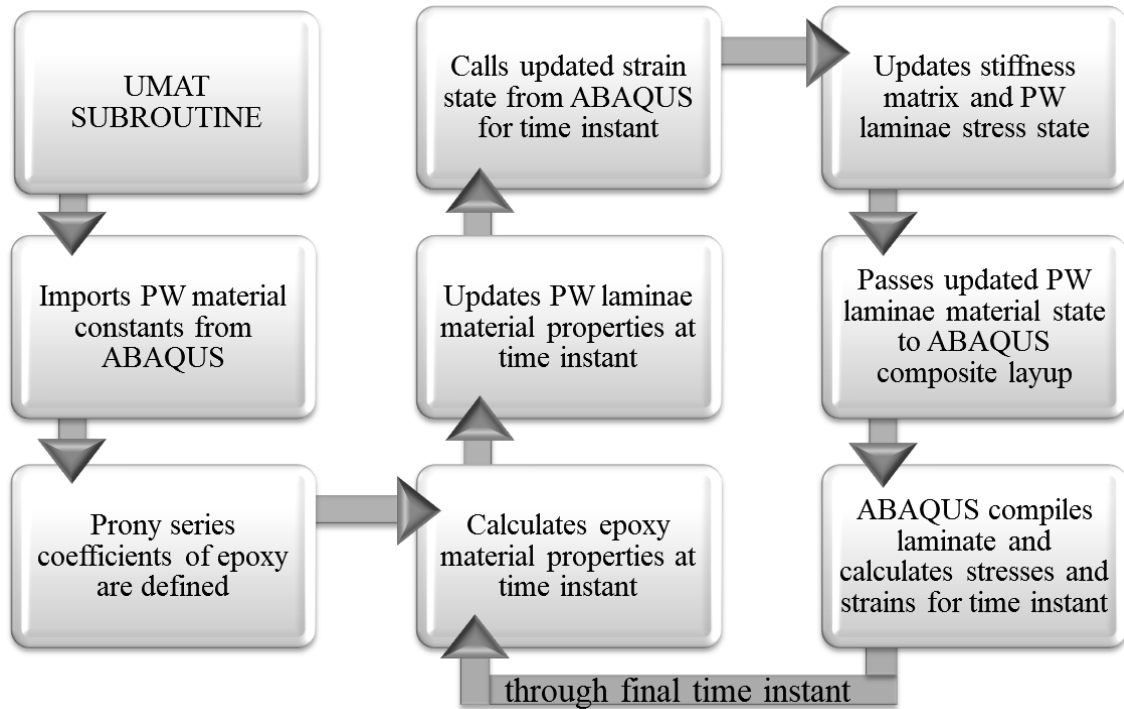 UMAT
SUBROUTINE
Imports PW material
constants from
ABAQUS
Prony series
coefficients of epoxy
are defined
Calculates epoxy
material properties at
time instant
Updates PW laminae
material properties at
time instant
Calls updated strain
state from ABAQUS
for time instant
Updates stiffness
matrix and PW
laminae stress state
Passes updated PW
laminae material state
to ABAQUS
composite layup
ABAQUS compiles
laminate and
calculates stresses and
strains for time instant
through final time instant